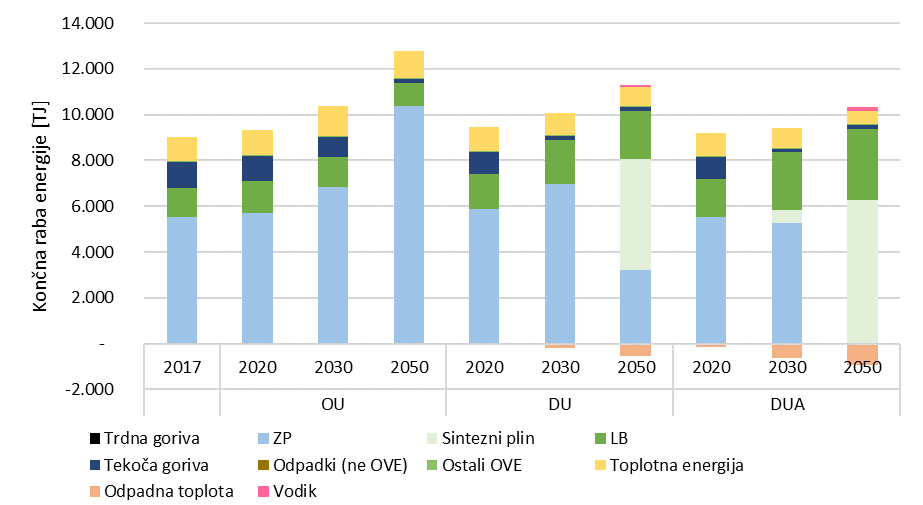 Končna raba energije [TJ]
14.000
12.000
10.000
8.000
6.000
4.000
2.000
-
-2.000
2017 2020 2030 2050 2020 2030 2050 2020 2030 2050
OU DU DUA
Trdna goriva ZP Sintezni plin LB
Tekoča goriva Odpadki (ne OVE) Ostali OVE Toplotna energija
Odpadna toplota Vodik